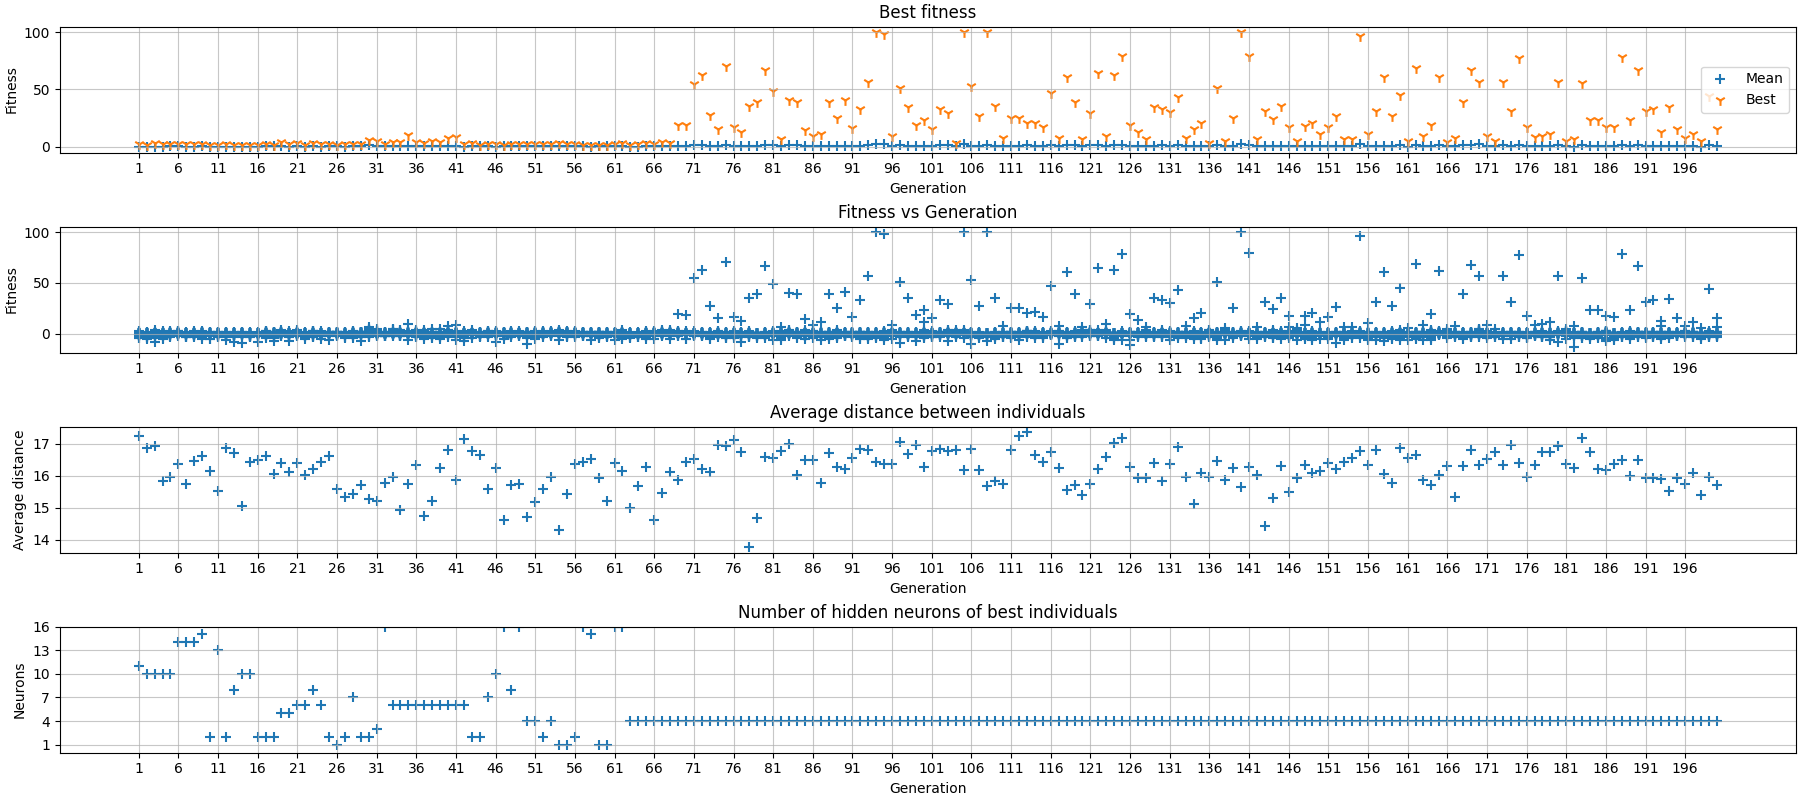 Best fitness
Fitness
100
50
0
Mean
Best
1 6 11 16 21 26 31 36 41 46 51 56 61 66 71 76 81 86 91 96 101 106 111 116 121 126 131 136 141 146 151 156 161 166 171 176 181 186 191 196
Generation
Fitness vs Generation
Fitness
100
50
0
1 6 11 16 21 26 31 36 41 46 51 56 61 66 71 76 81 86 91 96 101 106 111 116 121 126 131 136 141 146 151 156 161 166 171 176 181 186 191 196
Generation
Average distance between individuals
Average distance
17
16
15
14
1 6 11 16 21 26 31 36 41 46 51 56 61 66 71 76 81 86 91 96 101 106 111 116 121 126 131 136 141 146 151 156 161 166 171 176 181 186 191 196
Generation
Number of hidden neurons of best individuals
Neurons
16
13
10
7
4
1
1 6 11 16 21 26 31 36 41 46 51 56 61 66 71 76 81 86 91 96 101 106 111 116 121 126 131 136 141 146 151 156 161 166 171 176 181 186 191 196
Generation